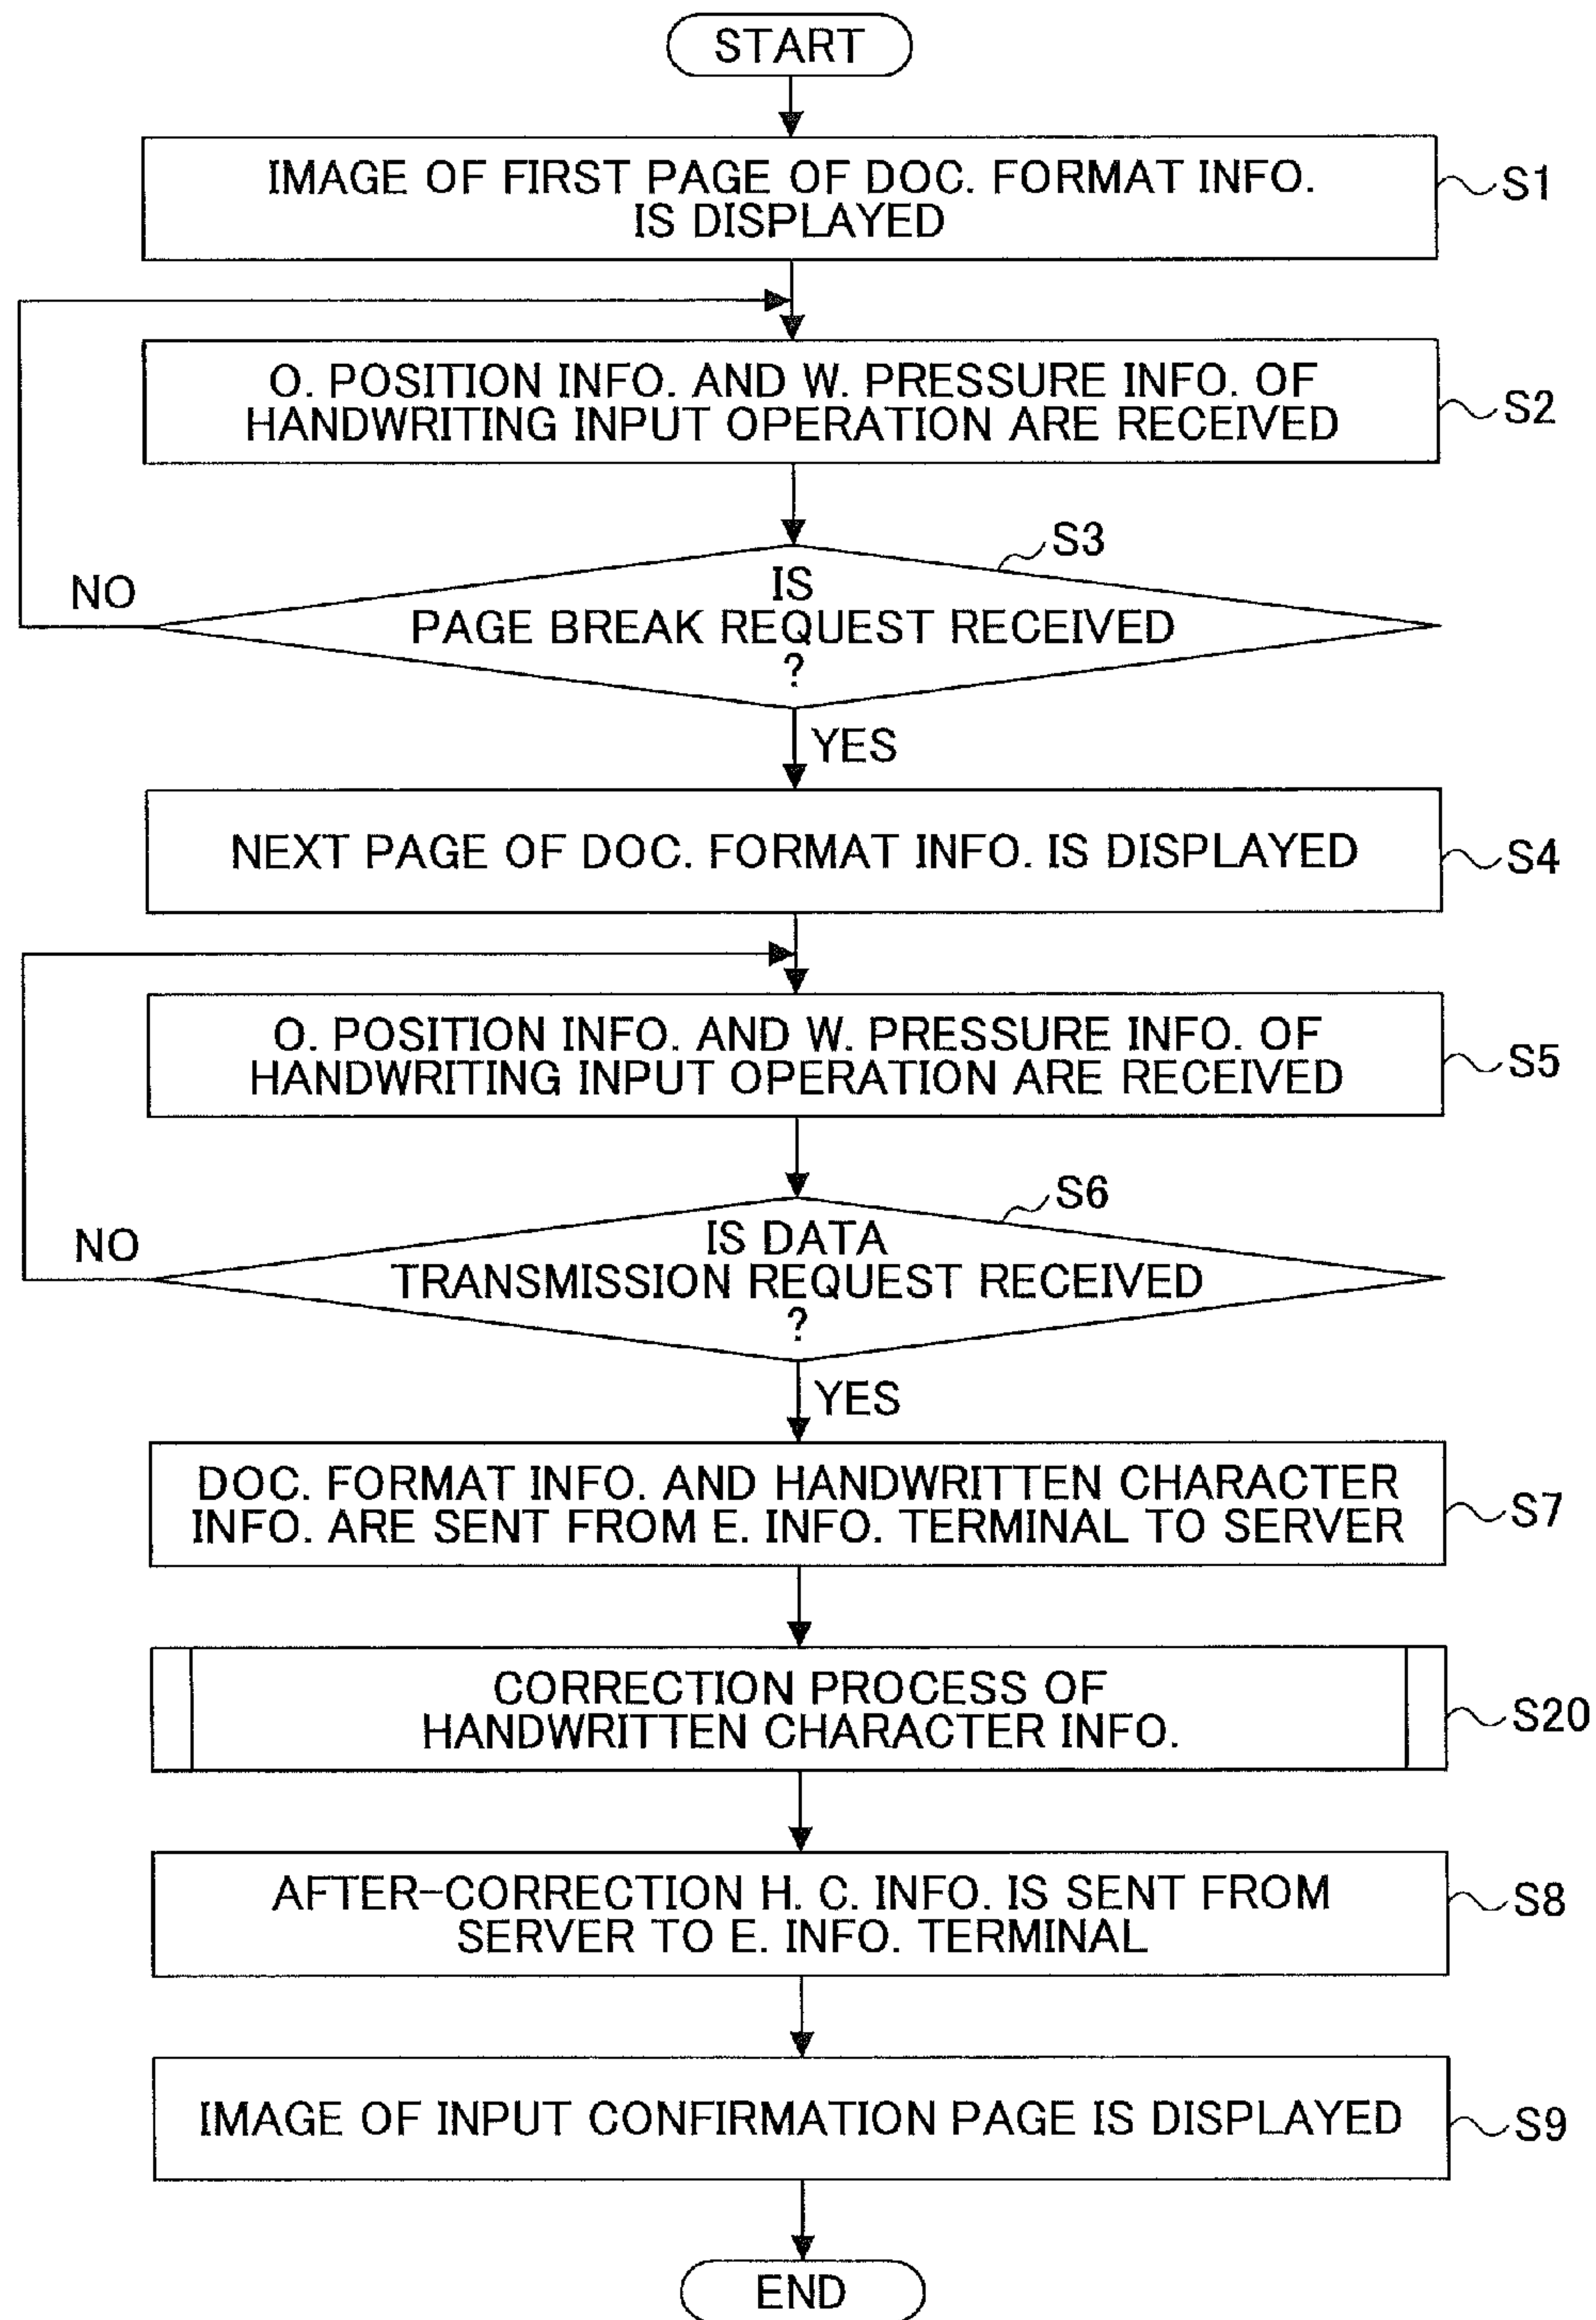 START
IMAGE OF FIRST PAGE OF DOC. FORMAT INFO.
IS DISPLAYED
S1
O. POSITION INFO. AND W. PRESSURE INFO. OF
HANDWRITING INPUT OPERATION ARE RECEIVED
S2
S3
IS
PAGE BREAK REQUEST RECEIVED
?
NO
YES
NEXT PAGE OF DOC. FORMAT INFO. IS DISPLAYED
S4
O. POSITION INFO. AND W. PRESSURE INFO. OF
HANDWRITING INPUT OPERATION ARE RECEIVED
S5
S6
IS DATA
TRANSMISSION REQUEST RECEIVED
?
NO
YES
DOC. FORMAT INFO. AND HANDWRITTEN CHARACTER
INFO. ARE SENT FROM E. INFO. TERMINAL TO SERVER
S7
CORRECTION PROCESS OF
HANDWRITTEN CHARACTER INFO.
S20
AFTER-CORRECTION H. C. INFO. IS SENT FROM
SERVER TO E. INFO. TERMINAL
S8
IMAGE OF INPUT CONFIRMATION PAGE IS DISPLAYED
S9
END